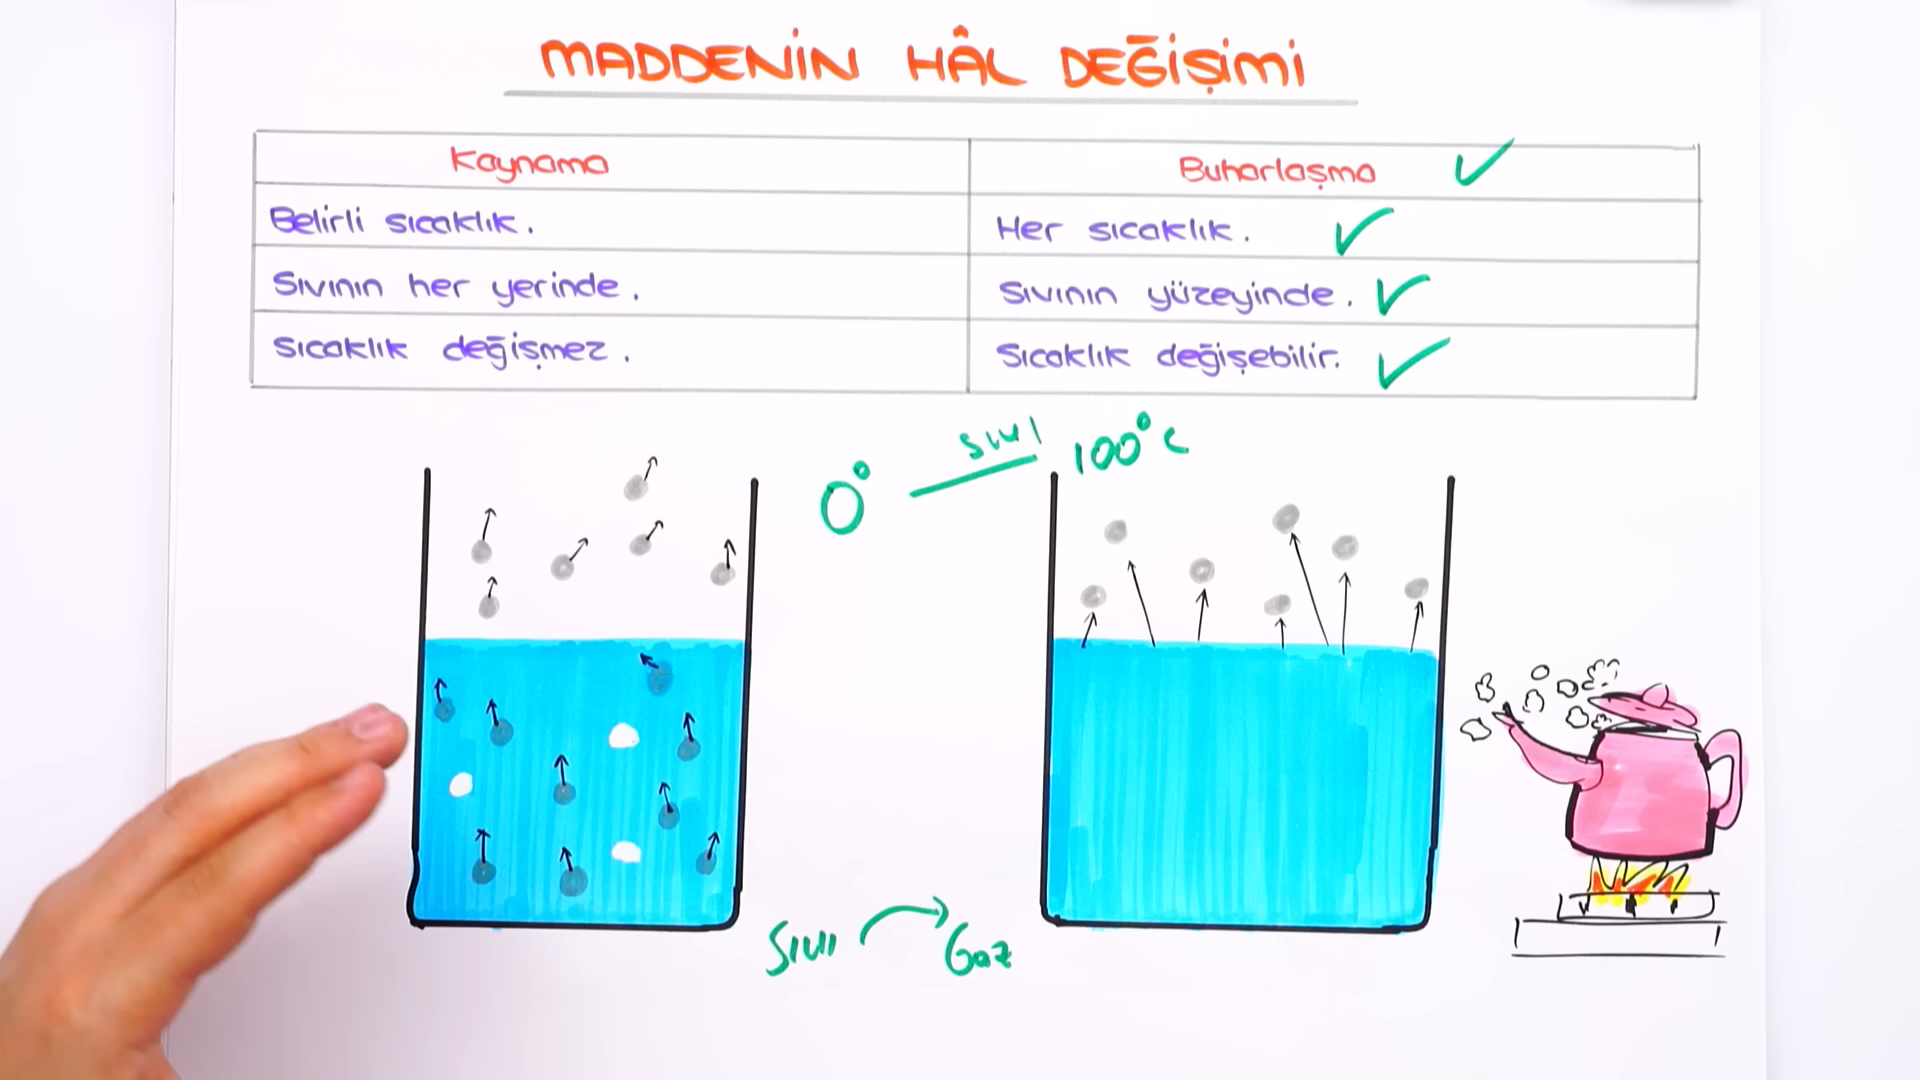 MADDENİN HÂL DEĞİŞİMİ
Kaynama
Buharlaşma
Belirli sıcaklık.
Her sıcaklık.
Sıvının her yerinde.
Sıvının yüzeyinde.
Sıcaklık değişmez.
Sıcaklık değişebilir.
0° sıvı 100°C
Sıvı Gaz